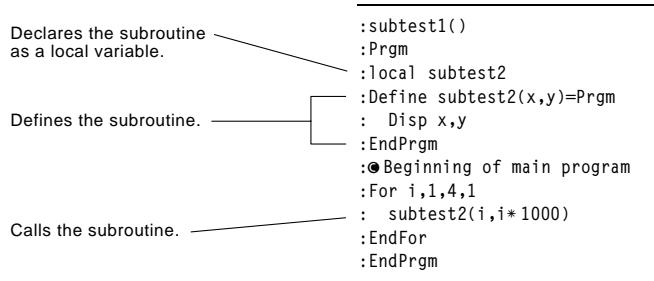 Declares the subroutine
as a local variable.
Defines the subroutine.
Calls the subroutine.
:subtest1()
:Prgm
:local subtest2
:Define subtest2(x,y)=Prgm
:  Disp x,y
:EndPrgm
:© Beginning of main program
:For i,1,4,1
:  subtest2(i,i*1000)
:EndFor
:EndPrgm